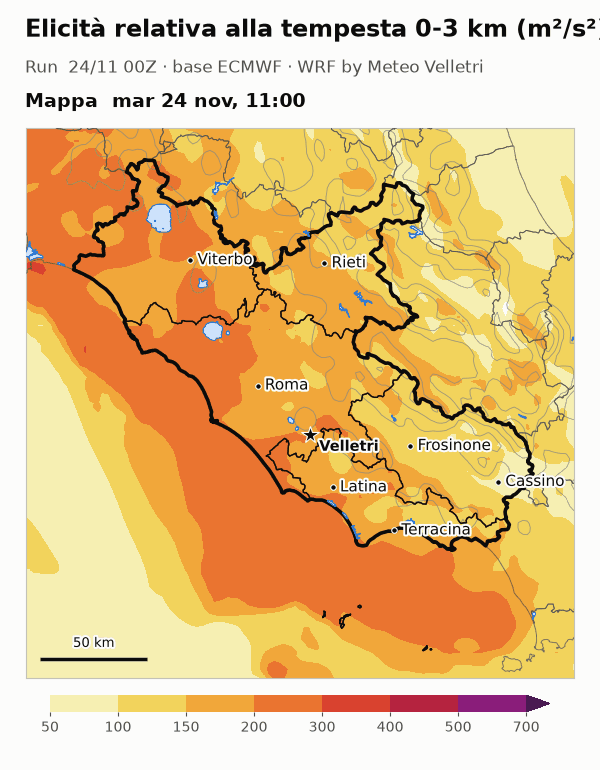 Elicità relativa alla tempesta 0-3 km (m²/s²)
Run 24/11 00Z · base ECMWF · WRF by Meteo Velletri
Mappa mar 24 nov, 11:00
Viterbo
Rieti
Roma
Velletri
Frosinone
Cassino
Latina
Terracina
50 km
50 100 150 200 300 400 500 700